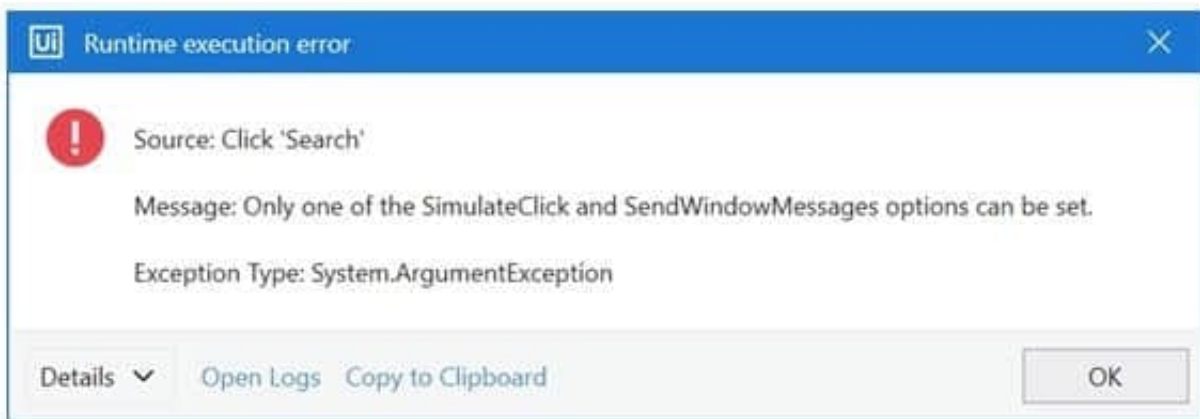 Ui Runtime execution error
Source: Click 'Search'
Message: Only one of the SimulateClick and SendWindowMessages options can be set.
Exception Type: System.ArgumentException
Details Open Logs Copy to Clipboard OK